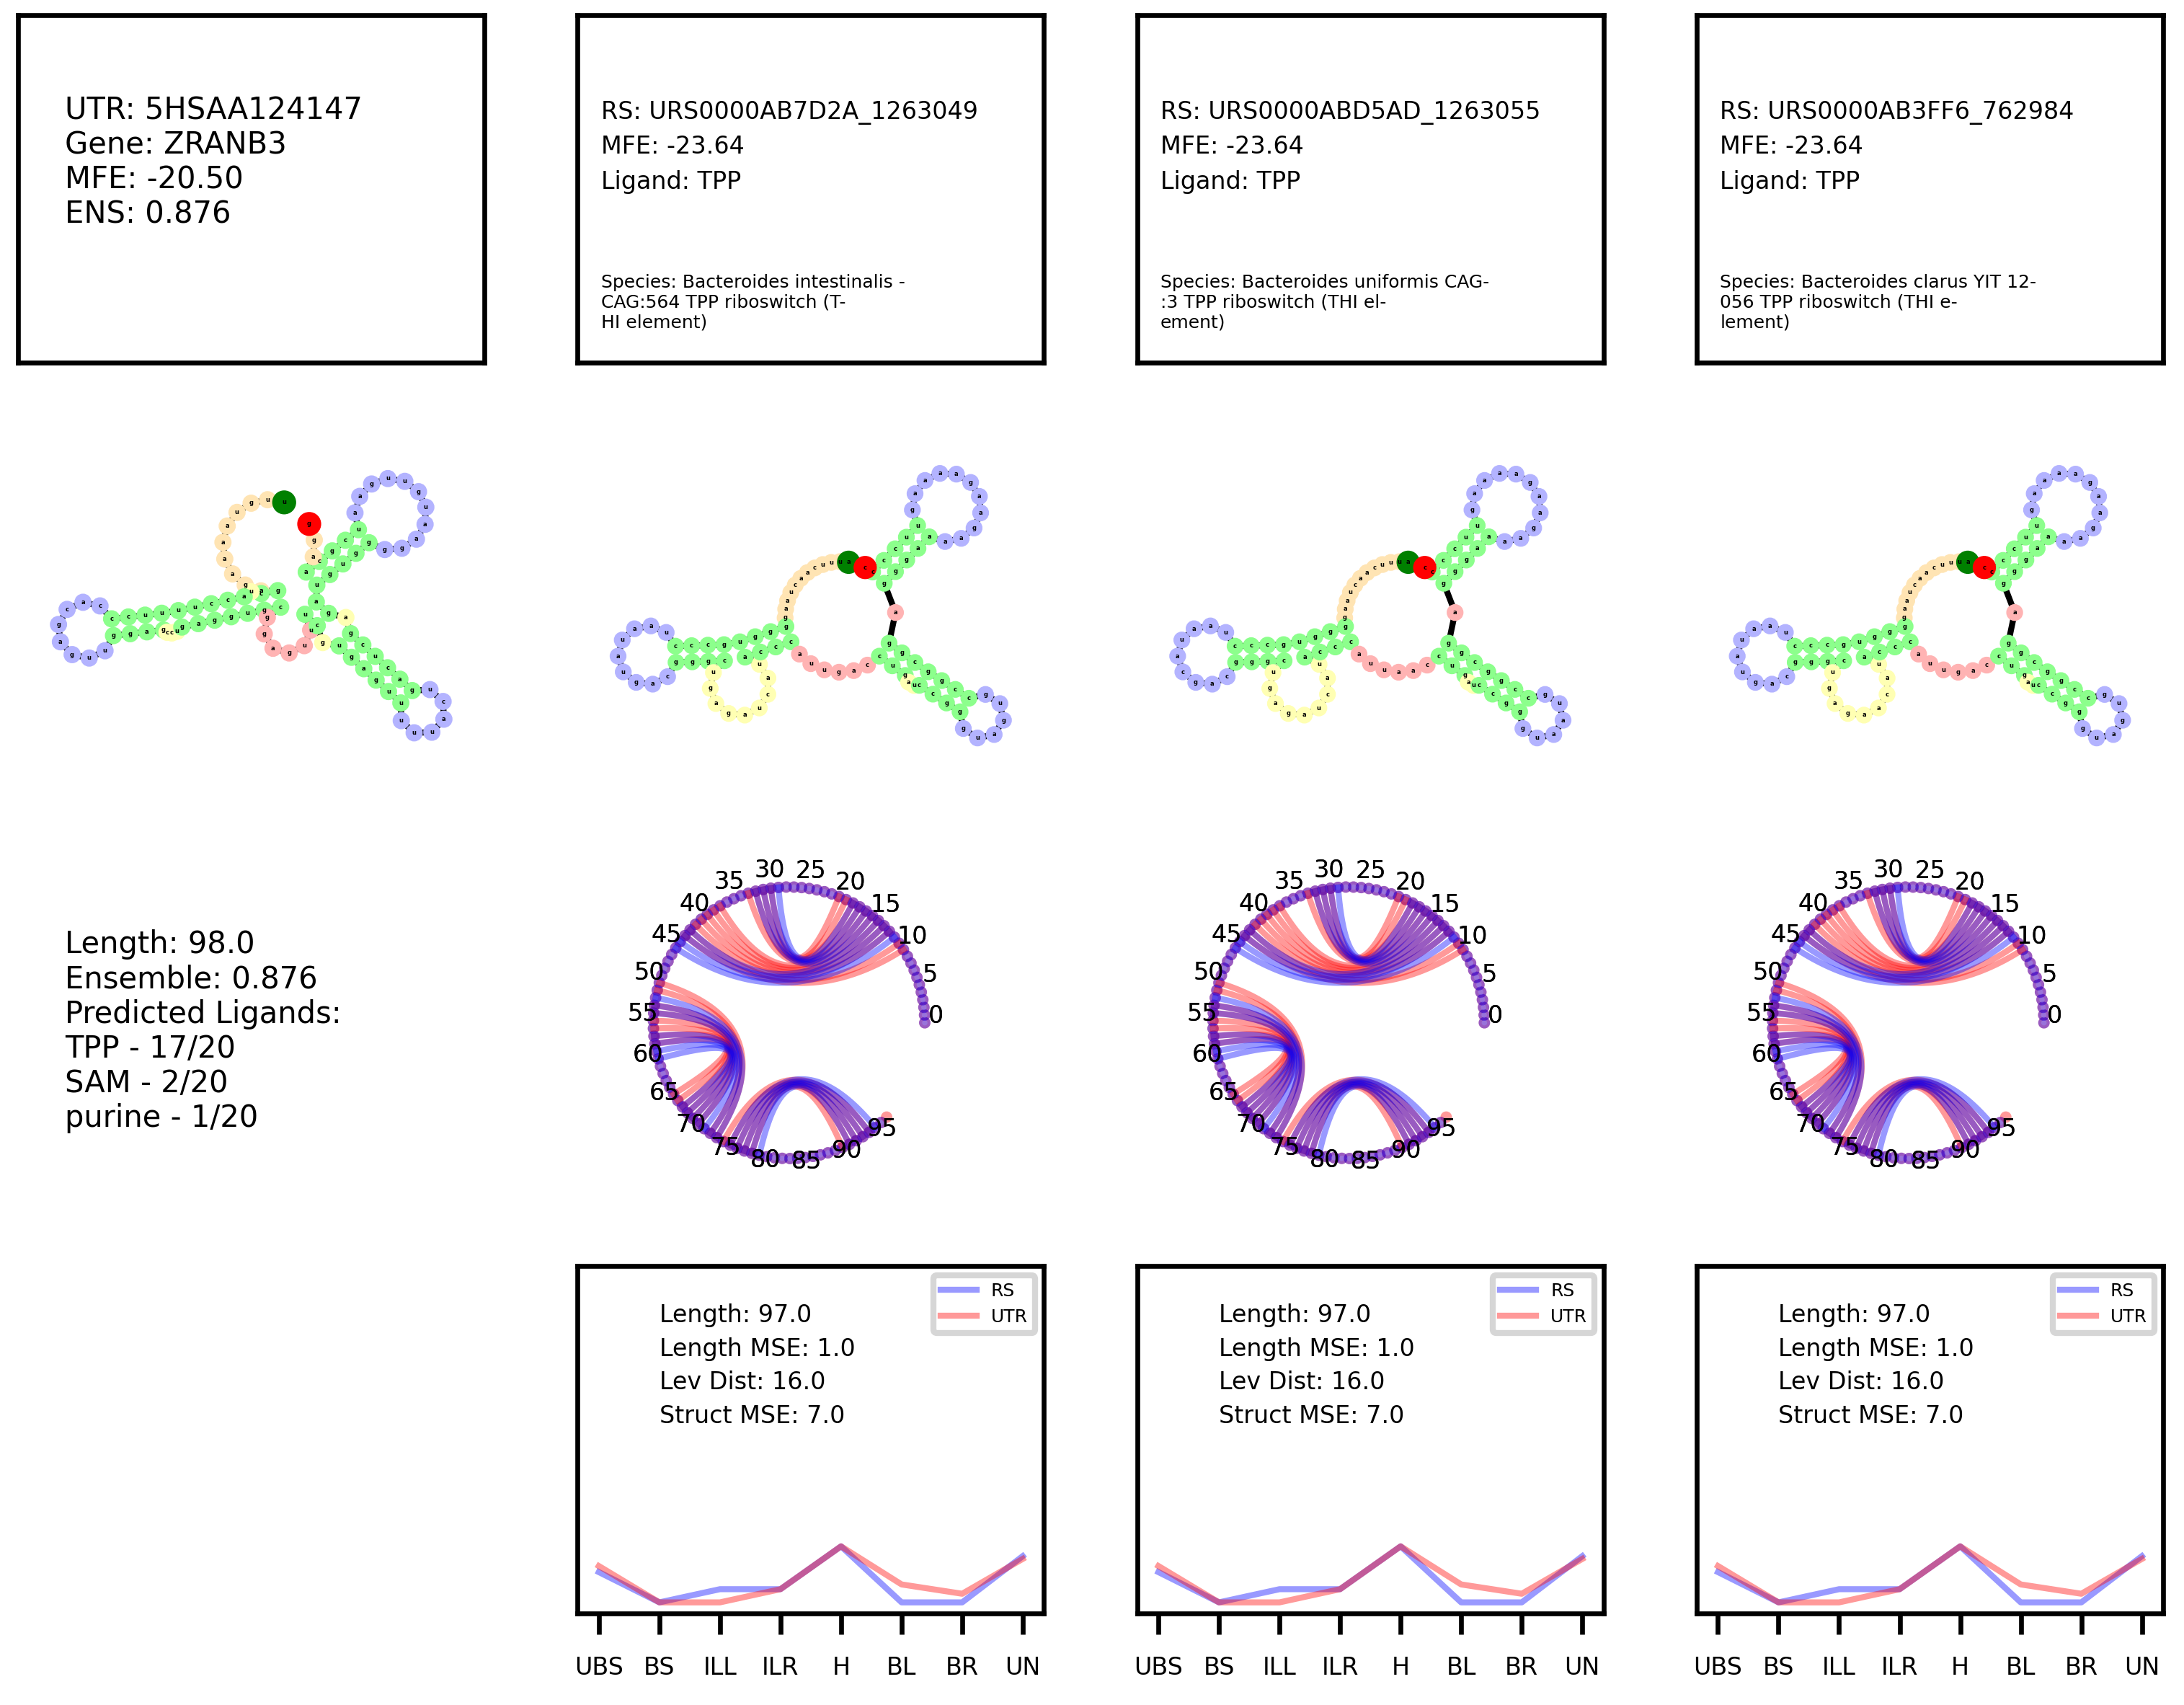 UTR: 5HSAA124147
Gene: ZRANB3
MFE: -20.50
ENS: 0.876
RS: URS0000AB7D2A_1263049
MFE: -23.64
Ligand: TPP
Species: Bacteroides intestinalis -
CAG:564 TPP riboswitch (T-
HI element)
RS: URS0000ABD5AD_1263055
MFE: -23.64
Ligand: TPP
Species: Bacteroides uniformis CAG-
:3 TPP riboswitch (THI el-
ement)
RS: URS0000AB3FF6_762984
MFE: -23.64
Ligand: TPP
Species: Bacteroides clarus YIT 12-
056 TPP riboswitch (THI e-
lement)
Length: 98.0
Ensemble: 0.876
Predicted Ligands:
TPP - 17/20
SAM - 2/20
purine - 1/20
0
5
10
15
20
25
30
35
40
45
50
55
60
65
70
75
80
85
90
95
0
5
10
15
20
25
30
35
40
45
50
55
60
65
70
75
80
85
90
95
0
5
10
15
20
25
30
35
40
45
50
55
60
65
70
75
80
85
90
95
RS
UTR
Length: 97.0
Length MSE: 1.0
Lev Dist: 16.0
Struct MSE: 7.0
UBS BS ILL ILR H BL BR UN
RS
UTR
Length: 97.0
Length MSE: 1.0
Lev Dist: 16.0
Struct MSE: 7.0
UBS BS ILL ILR H BL BR UN
RS
UTR
Length: 97.0
Length MSE: 1.0
Lev Dist: 16.0
Struct MSE: 7.0
UBS BS ILL ILR H BL BR UN